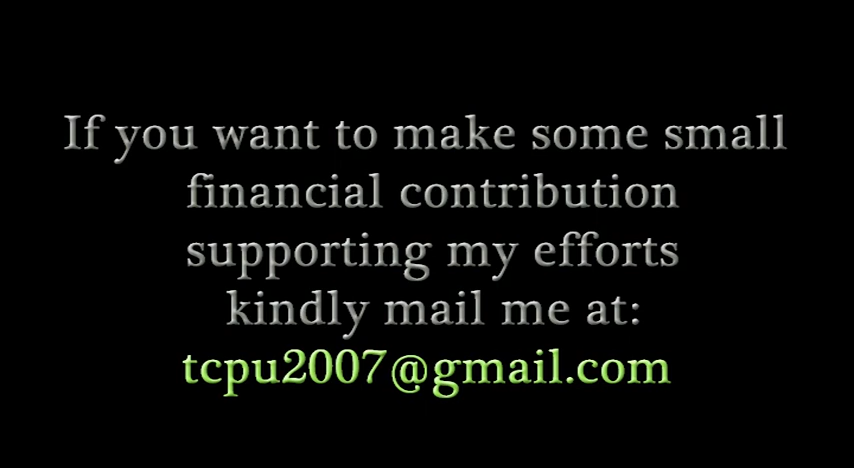 If you want to make some small
financial contribution
supporting my efforts
kindly mail me at:
tcpu2007@gmail.com